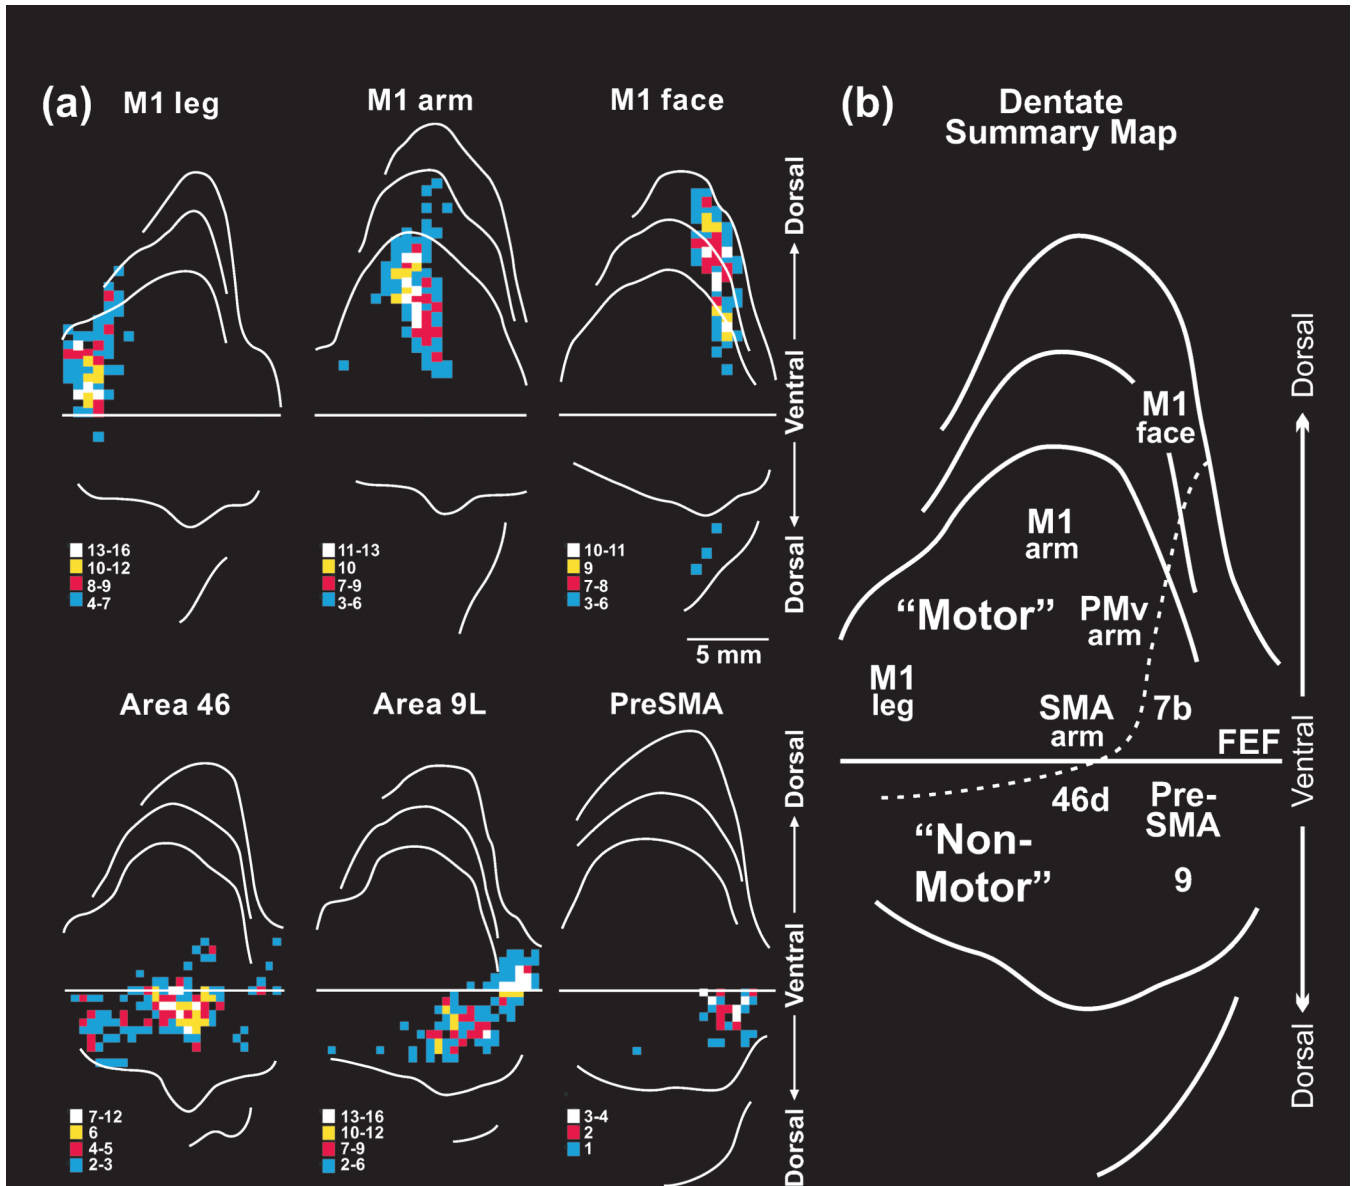 (a)
M1 leg
M1 arm
M1 face
Dorsal
Ventral
Dorsal
13-16
10-12
8-9
4-7
11-13
10
7-9
3-6
10-11
9
7-8
3-6
5 mm
Area 46
Area 9L
PreSMA
Dorsal
Ventral
Dorsal
7-12
6
4-5
2-3
13-16
10-12
7-9
2-6
3-4
2
1
(b)
Dentate
Summary Map
M1
face
M1
arm
“Motor”
PMv
arm
M1
leg
SMA
arm
7b
FEF
46d
Pre-
SMA
“Non-
Motor”
9
Dorsal
Ventral
Dorsal